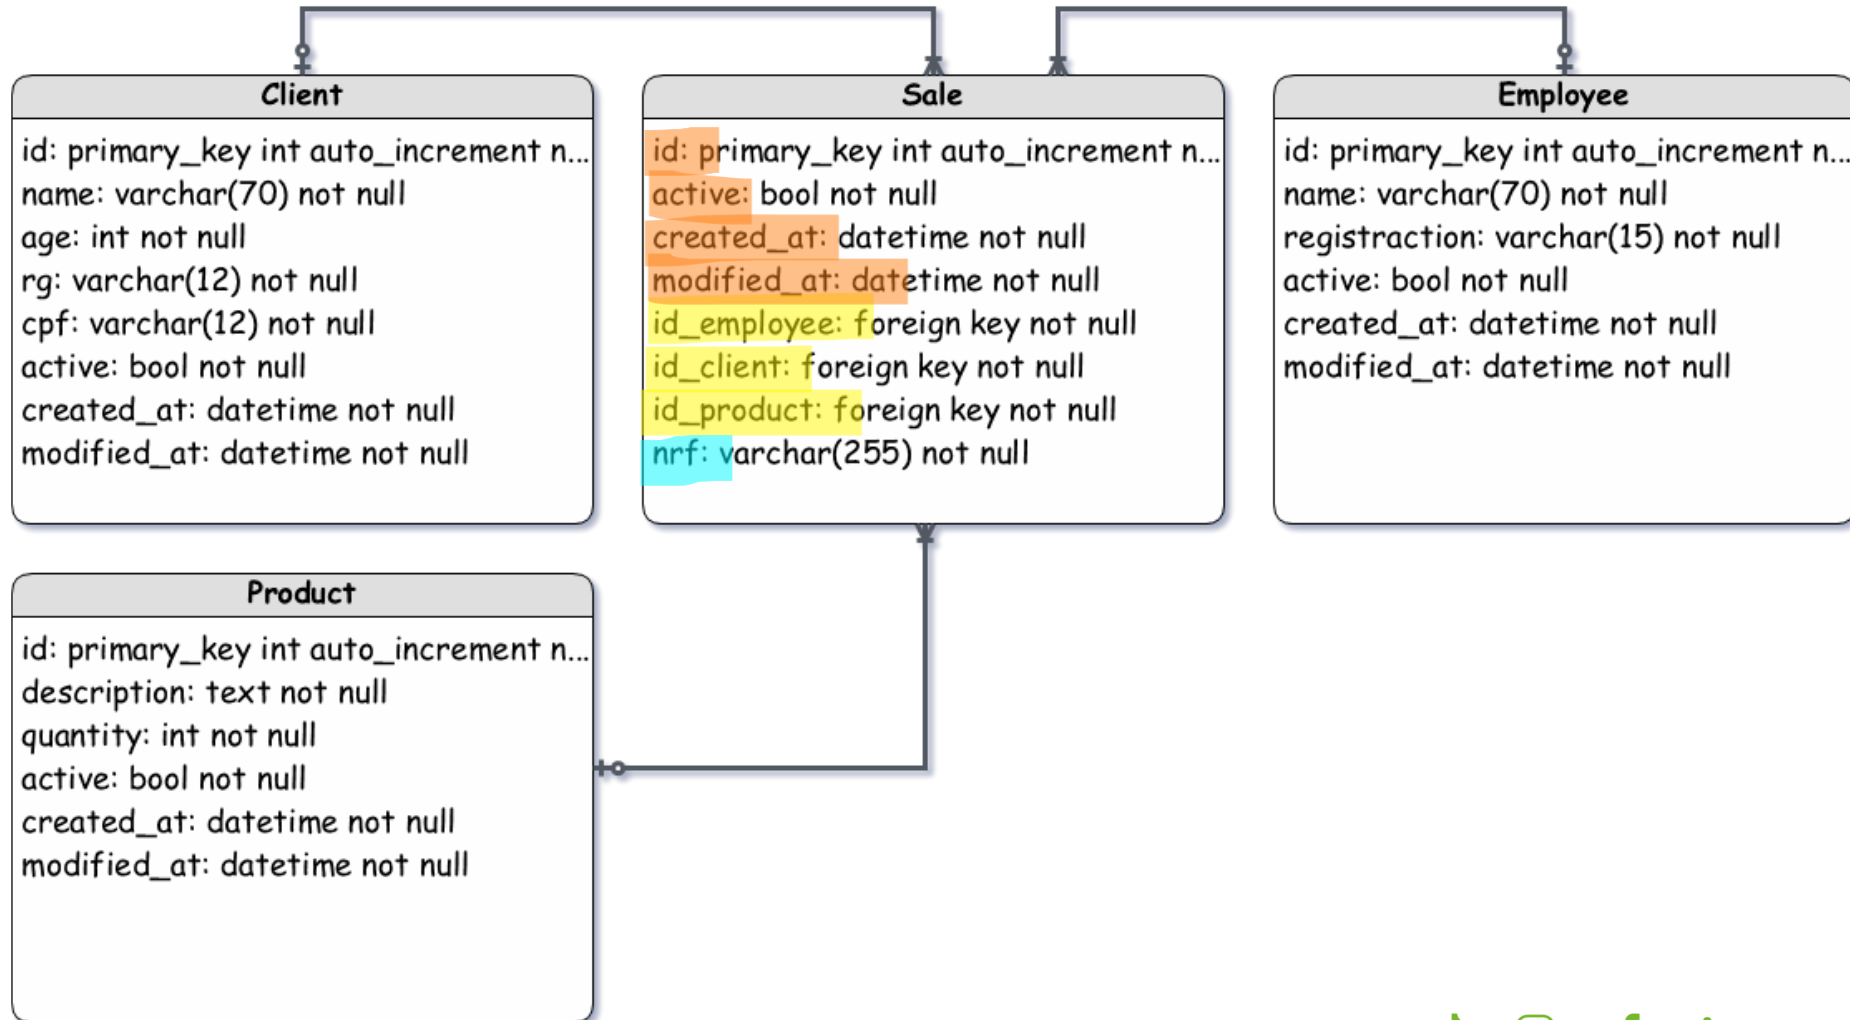 Client
id: primary_key int auto_increment n...
name: varchar(70) not null
age: int not null
rg: varchar(12) not null
cpf: varchar(12) not null
active: bool not null
created_at: datetime not null
modified_at: datetime not null
Sale
id: primary_key int auto_increment n...
active: bool not null
created_at: datetime not null
modified_at: datetime not null
id_employee: foreign key not null
id_client: foreign key not null
id_product: foreign key not null
nrf: varchar(255) not null
Employee
id: primary_key int auto_increment n...
name: varchar(70) not null
registraction: varchar(15) not null
active: bool not null
created_at: datetime not null
modified_at: datetime not null
Product
id: primary_key int auto_increment n...
description: text not null
quantity: int not null
active: bool not null
created_at: datetime not null
modified_at: datetime not null